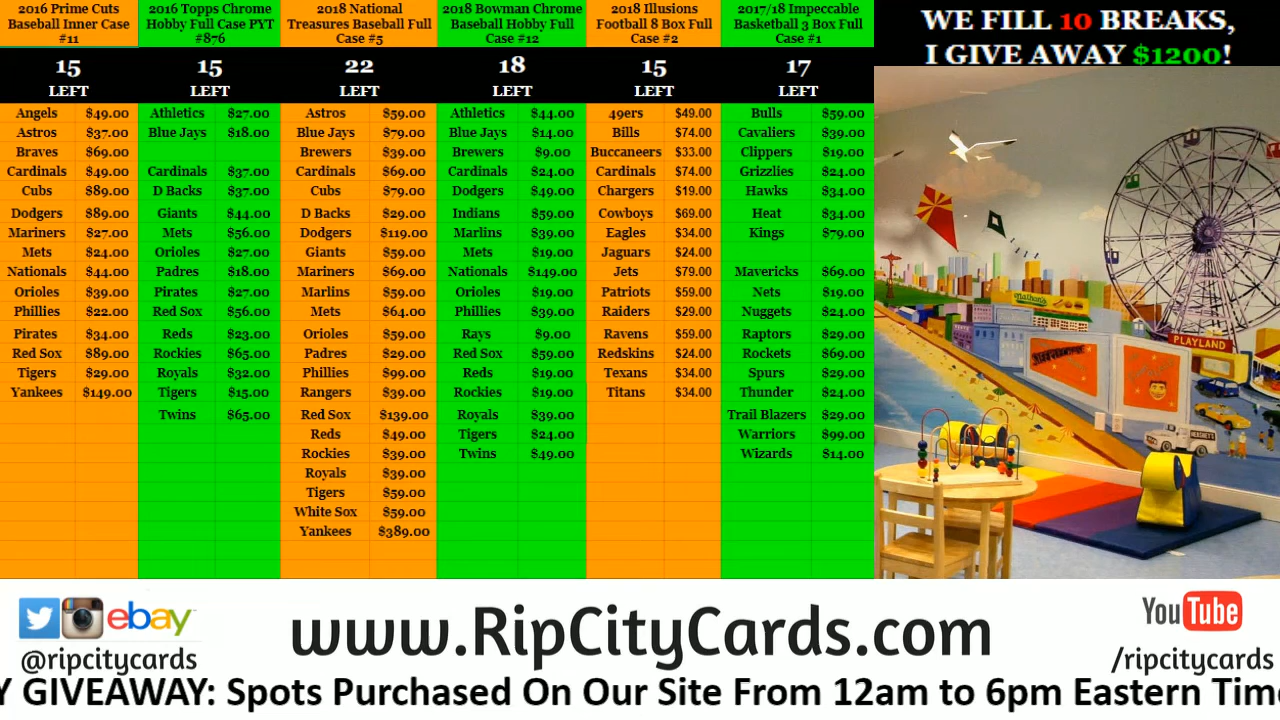 2016 Prime Cuts
Baseball Inner Case
#11
15
LEFT
Angels $49.00
Astros $37.00
Braves $69.00
Cardinals $49.00
Cubs $89.00
Dodgers $89.00
Mariners $27.00
Mets $24.00
Nationals $44.00
Orioles $39.00
Phillies $22.00
Pirates $34.00
Red Sox $89.00
Tigers $29.00
Yankees $149.00
2016 Topps Chrome
Hobby Full Case PYT
#876
15
LEFT
Athletics $27.00
Blue Jays $18.00
Cardinals $37.00
D Backs $37.00
Giants $44.00
Mets $56.00
Orioles $27.00
Padres $18.00
Pirates $27.00
Red Sox $56.00
Reds $23.00
Rockies $65.00
Royals $32.00
Tigers $15.00
Twins $65.00
2018 National
Treasures Baseball Full
Case #5
22
LEFT
Astros $59.00
Blue Jays $79.00
Brewers $39.00
Cardinals $69.00
Cubs $79.00
D Backs $29.00
Dodgers $119.00
Giants $59.00
Mariners $69.00
Marlins $59.00
Mets $64.00
Orioles $59.00
Padres $29.00
Phillies $99.00
Rangers $39.00
Red Sox $139.00
Reds $49.00
Rockies $39.00
Royals $39.00
Tigers $59.00
White Sox $59.00
Yankees $389.00
2018 Bowman Chrome
Baseball Hobby Full
Case #12
18
LEFT
Athletics $44.00
Blue Jays $14.00
Brewers $9.00
Cardinals $24.00
Dodgers $49.00
Indians $59.00
Marlins $39.00
Mets $19.00
Nationals $149.00
Orioles $19.00
Phillies $39.00
Rays $9.00
Red Sox $59.00
Reds $19.00
Rockies $19.00
Royals $39.00
Tigers $24.00
Twins $49.00
2018 Illusions
Football 8 Box Full
Case #2
15
LEFT
49ers $49.00
Bills $74.00
Buccaneers $33.00
Cardinals $74.00
Chargers $19.00
Cowboys $69.00
Eagles $34.00
Jaguars $24.00
Jets $79.00
Patriots $59.00
Raiders $29.00
Ravens $59.00
Redskins $24.00
Texans $34.00
Titans $34.00
2017/18 Impeccable
Basketball 3 Box Full
Case #1
17
LEFT
Bulls $59.00
Cavaliers $39.00
Clippers $19.00
Grizzlies $24.00
Hawks $34.00
Heat $34.00
Kings $79.00
Mavericks $69.00
Nets $19.00
Nuggets $24.00
Raptors $29.00
Rockets $69.00
Spurs $29.00
Thunder $24.00
Trail Blazers $29.00
Warriors $99.00
Wizards $14.00
WE FILL 10 BREAKS,
I GIVE AWAY $1200!
nathan's
PLAYLAND
ebay
@ripcitycards
www.RipCityCards.com
YouTube
/ripcitycards
Y GIVEAWAY: Spots Purchased On Our Site From 12am to 6pm Eastern Time